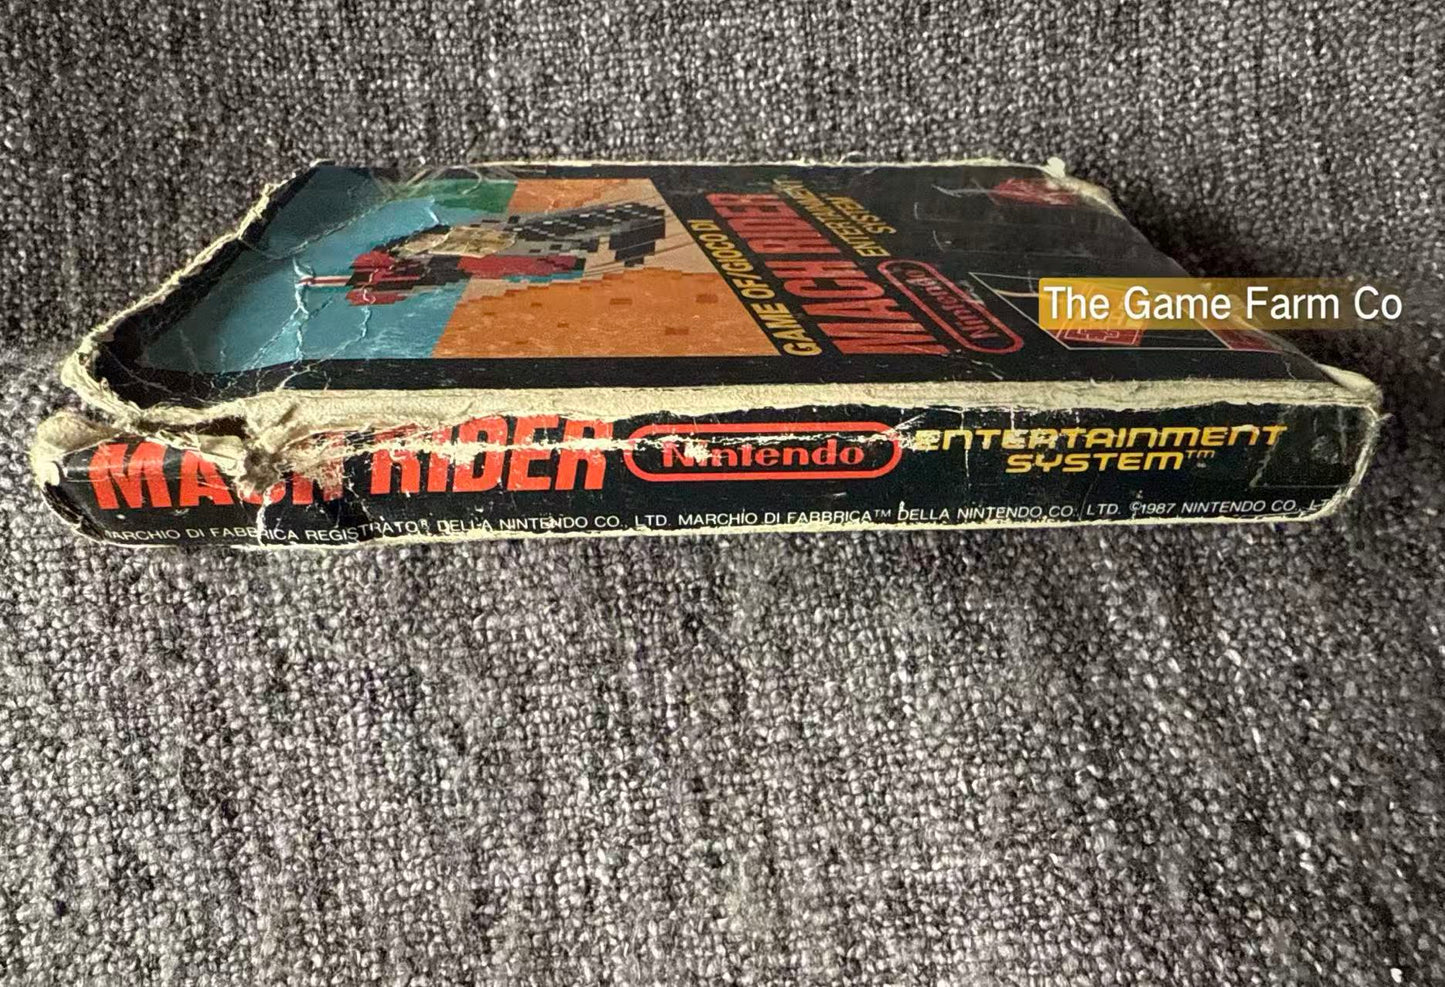 GAME OF/GIOCO DI
MACH RIDER
Nintendo
ENTERTAINMENT
SYSTEM
The Game Farm Co
MACH RIDER
Nintendo
ENTERTAINMENT
SYSTEM™
MARCHIO DI FABBRICA REGISTRATO® DELLA NINTENDO CO., LTD. MARCHIO DI FABBRICA™ DELLA NINTENDO CO., LTD. ©1987 NINTENDO CO.,